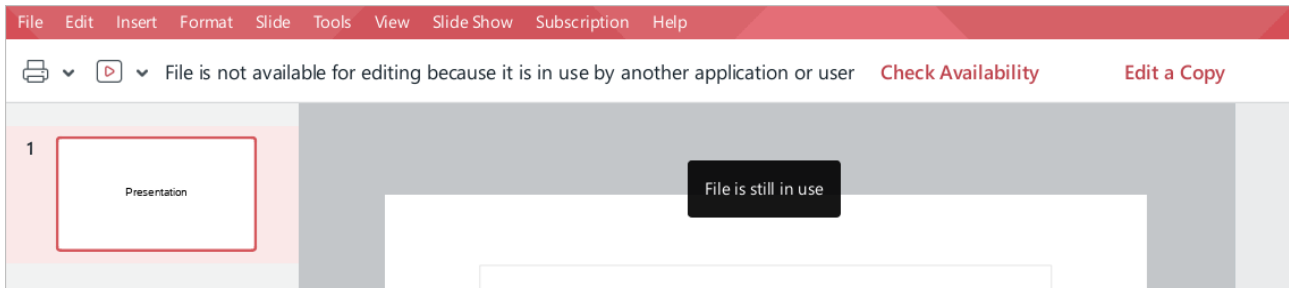 File Edit Insert Format Slide Tools View Slide Show Subscription Help
File is not available for editing because it is in use by another application or user Check Availability Edit a Copy
1
Presentation
File is still in use